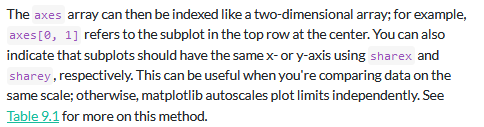 The axes array can then be indexed like a two-dimensional array; for example,
axes[0, 1] refers to the subplot in the top row at the center. You can also
indicate that subplots should have the same x- or y-axis using sharex and
sharey, respectively. This can be useful when you're comparing data on the
same scale; otherwise, matplotlib autoscales plot limits independently. See
Table 9.1 for more on this method.